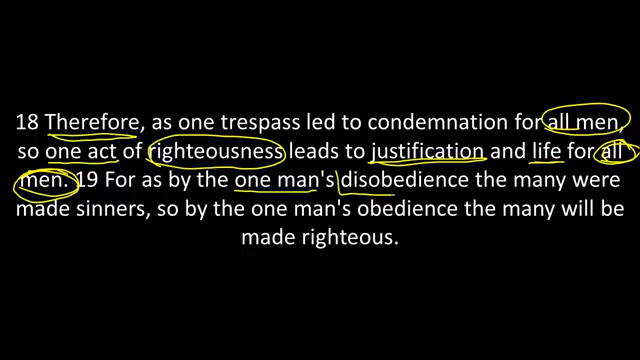 18 Therefore, as one trespass led to condemnation for all men,
so one act of righteousness leads to justification and life for all
men. 19 For as by the one man's disobedience the many were
made sinners, so by the one man's obedience the many will be
made righteous.